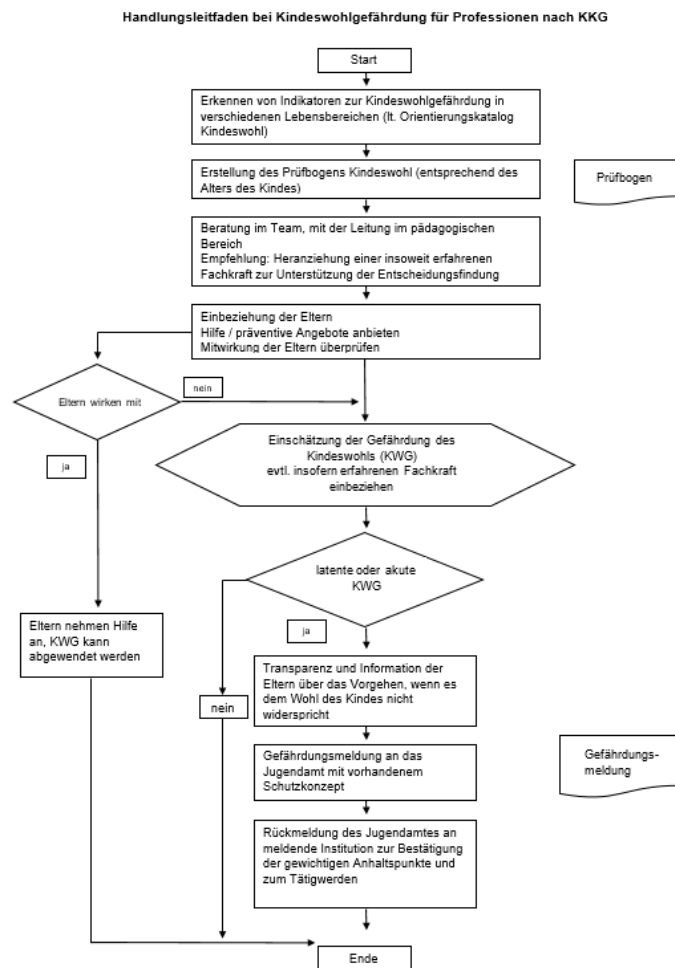 Handlungsleitfaden bei Kindeswohlgefährdung für Professionen nach KKG
Start
Erkennen von Indikatoren zur Kindeswohlgefährdung in
verschiedenen Lebensbereichen (lt. Orientierungskatalog
Kindeswohl)
Erstellung des Prüfbogens Kindeswohl (entsprechend des
Alters des Kindes)
Prüfbogen
Beratung im Team, mit der Leitung im pädagogischen
Bereich
Empfehlung: Heranziehung einer insoweit erfahrenen
Fachkraft zur Unterstützung der Entscheidungsfindung
Einbeziehung der Eltern
Hilfe / präventive Angebote anbieten
Mitwirkung der Eltern überprüfen
nein
Eltern wirken mit
ja
Einschätzung der Gefährdung des
Kindeswohls (KWG)
evtl. insofern erfahrenen Fachkraft
einbeziehen
latente oder akute
KWG
ja
Eltern nehmen Hilfe
an, KWG kann
abgewendet werden
nein
Transparenz und Information der
Eltern über das Vorgehen, wenn es
dem Wohl des Kindes nicht
widerspricht
Gefährdungsmeldung an das
Jugendamt mit vorhandenem
Schutzkonzept
Gefährdungs-
meldung
Rückmeldung des Jugendamtes an
meldende Institution zur Bestätigung
der gewichtigen Anhaltspunkte und
zum Tätigwerden
Ende